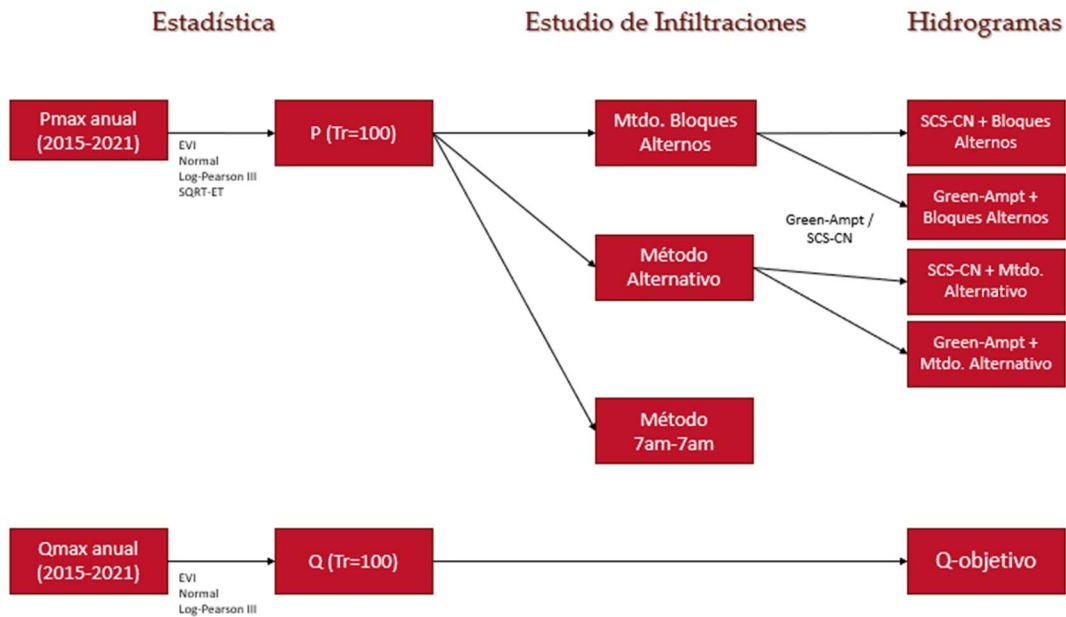 Estadística
Estudio de Infiltraciones
Hidrogramas
Pmax anual
(2015-2021)
EVI
Normal
Log-Pearson III
SQRT-ET
P (Tr=100)
Mtdo. Bloques
Alternos
SCS-CN + Bloques
Alternos
Green-Ampt +
Bloques Alternos
Green-Ampt /
SCS-CN
Método
Alternativo
SCS-CN + Mtdo.
Alternativo
Green-Ampt +
Mtdo. Alternativo
Método
7am-7am
Qmax anual
(2015-2021)
EVI
Normal
Log-Pearson III
Q (Tr=100)
Q-objetivo